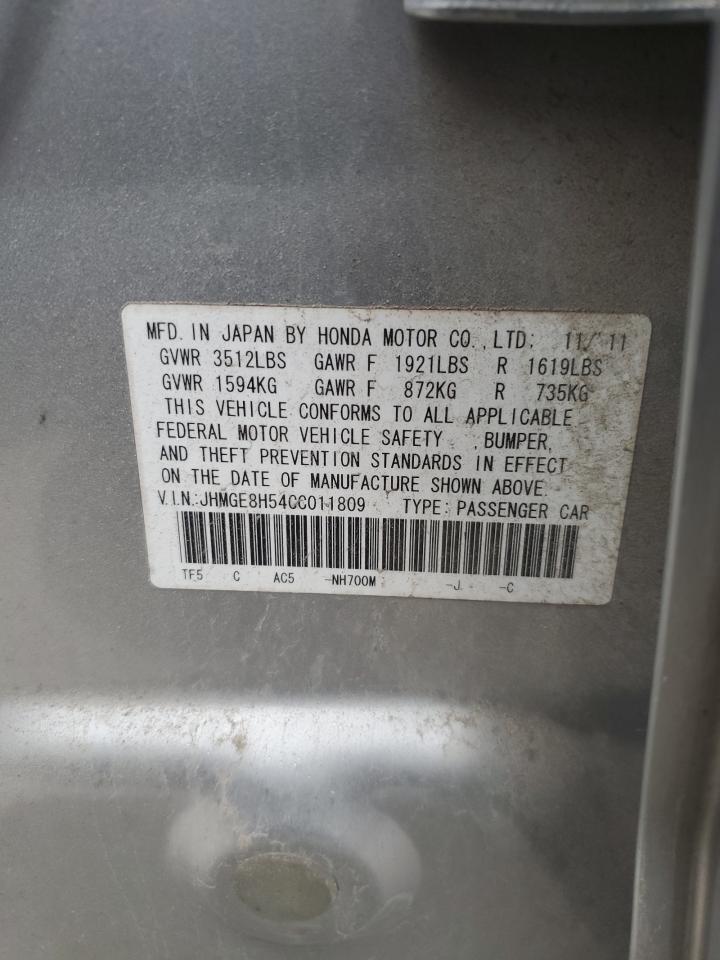 MFD. IN JAPAN BY HONDA MOTOR CO., LTD. 11/ 11
GVWR 3512LBS GAWR F 1921LBS R 1619LBS
GVWR 1594KG GAWR F 872KG R 735KG
THIS VEHICLE CONFORMS TO ALL APPLICABLE
FEDERAL MOTOR VEHICLE SAFETY , BUMPER,
AND THEFT PREVENTION STANDARDS IN EFFECT
ON THE DATE OF MANUFACTURE SHOWN ABOVE.
V.I.N.:JHMGE8H54CC011809 TYPE: PASSENGER CAR
TF5 C AC5 -NH700M -J -C